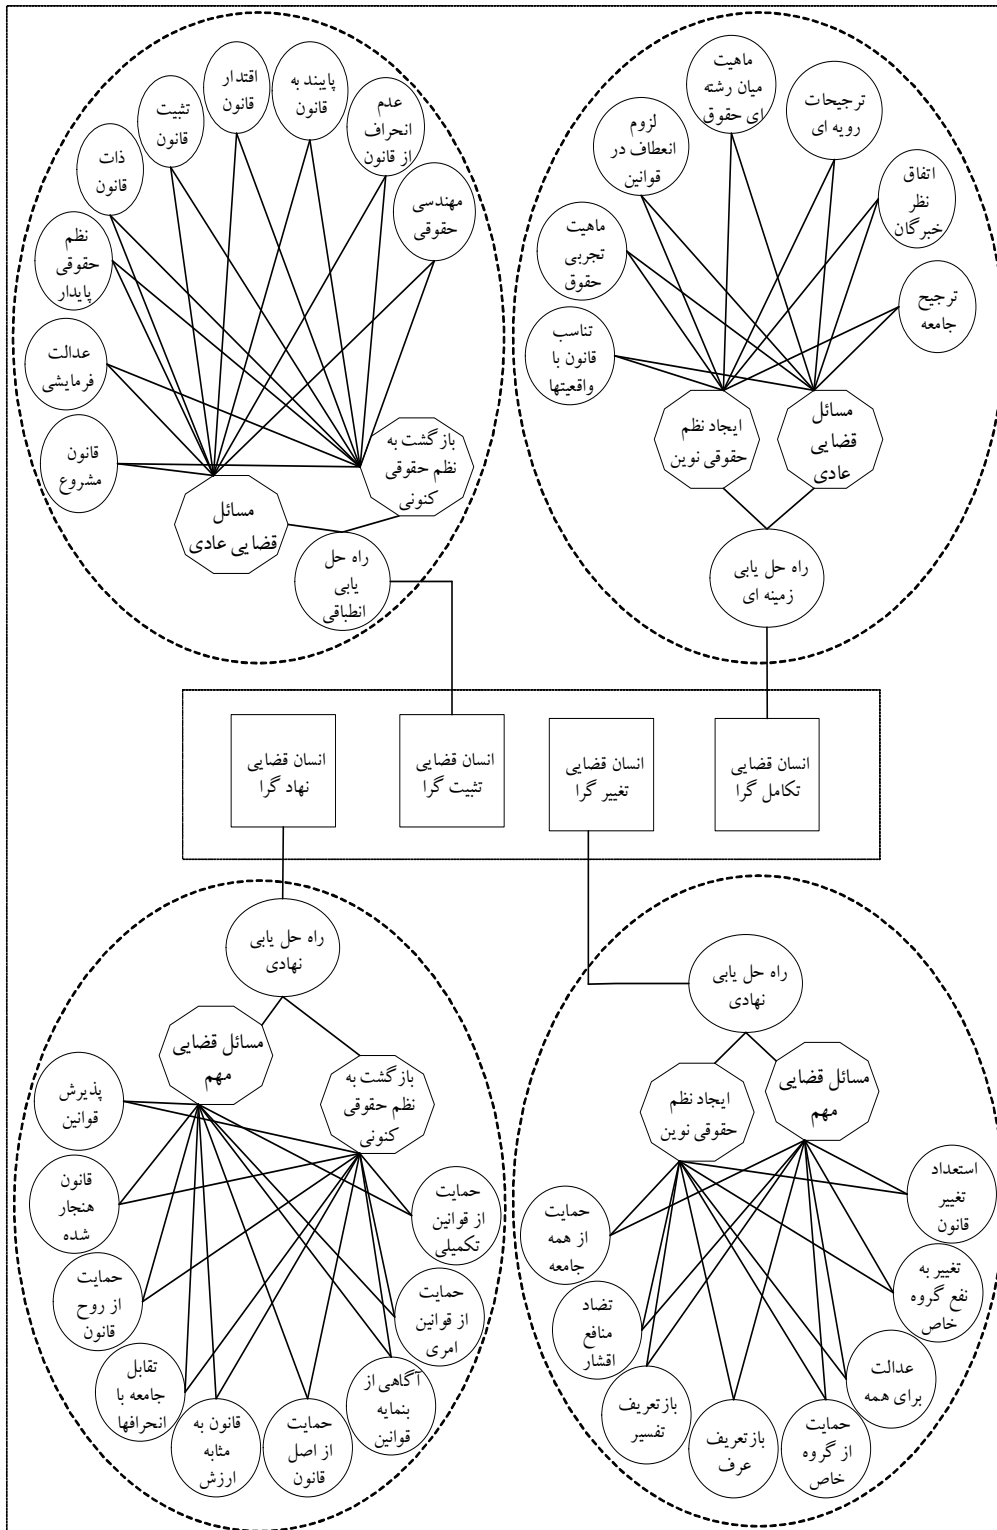 ماهیت
میان رشته
ای حقوق
ترجیحات
رویه ای
لزوم
انعطاف در
قوانین
اتفاق
نظر
خبرگان
ماهیت
تجربی
حقوق
ترجیح
جامعه
تناسب
قانون با
واقعیتها
ایجاد نظم
حقوقی نوین
مسائل
قضایی
عادی
راه حل یابی
زمینه ای
عدم
انحراف
از قانون
پایبند به
قانون
اقتدار
قانون
تثبیت
قانون
ذات
قانون
مهندسی
حقوقی
نظم
حقوقی
پایدار
عدالت
فرمایشی
قانون
مشروع
بازگشت به
نظم حقوقی
کنونی
مسائل
قضایی عادی
راه حل
یابی
انطباقی
انسان قضایی
تکامل گرا
انسان قضایی
تغییر گرا
انسان قضایی
تثبیت گرا
انسان قضایی
نهاد گرا
راه حل یابی
نهادی
مسائل قضایی
مهم
ایجاد نظم
حقوقی نوین
استعداد
تغییر
قانون
تغییر به
نفع گروه
خاص
عدالت
برای همه
حمایت
از گروه
خاص
بازتعریف
عرف
بازتعریف
تفسیر
تضاد
منافع
اقشار
حمایت
از همه
جامعه
راه حل یابی
نهادی
مسائل قضایی
مهم
بازگشت به
نظم حقوقی
کنونی
پذیرش
قوانین
قانون
هنجار
شده
حمایت
از روح
قانون
تقابل
جامعه با
انحرافها
قانون به
مثابه
ارزش
حمایت
از اصل
قانون
آگاهی از
بنمایه
قوانین
حمایت
از قوانین
امری
حمایت
از قوانین
تکمیلی